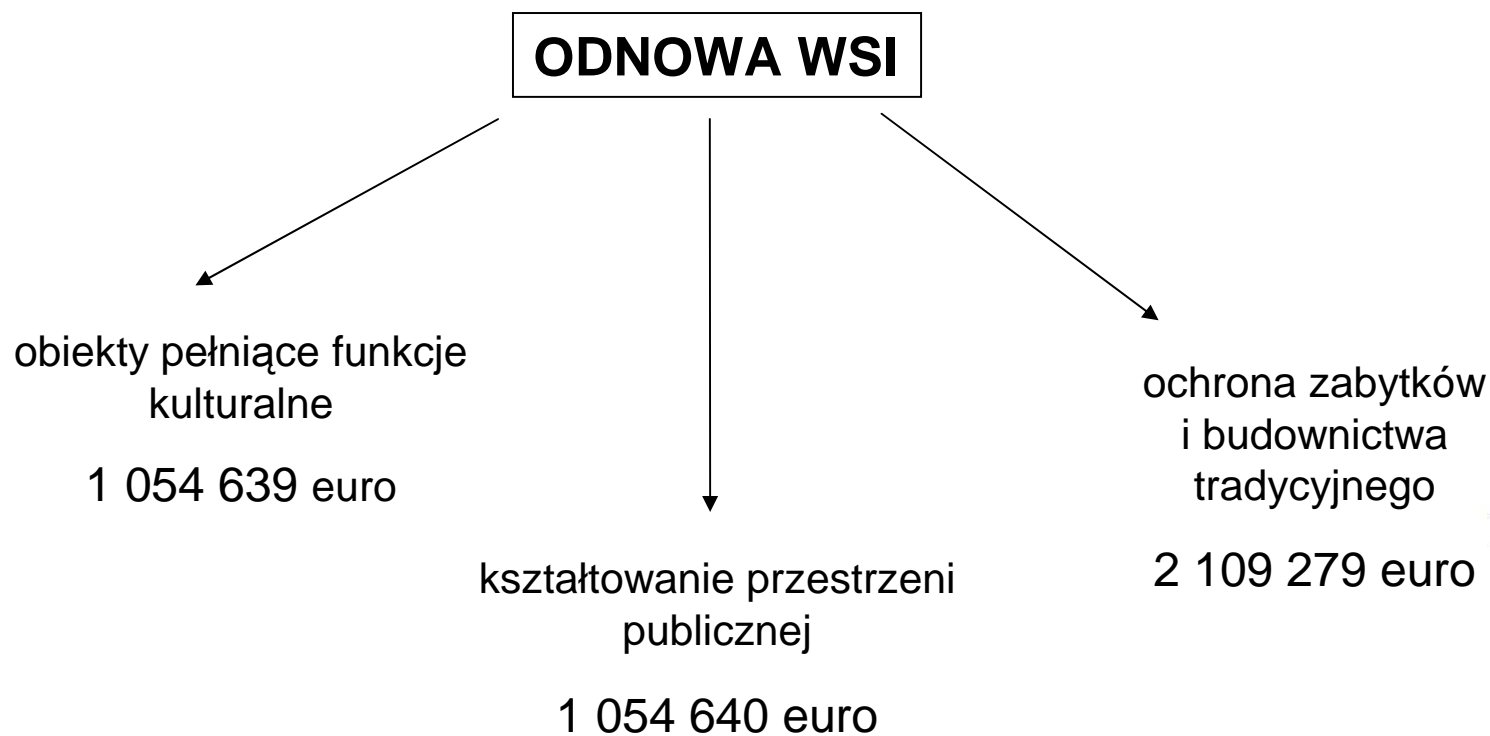 ODNOWA WSI
obiekty pełniące funkcje
kulturalne
1 054 639 euro
kształtowanie przestrzeni
publicznej
1 054 640 euro
ochrona zabytków
i budownictwa
tradycyjnego
2 109 279 euro